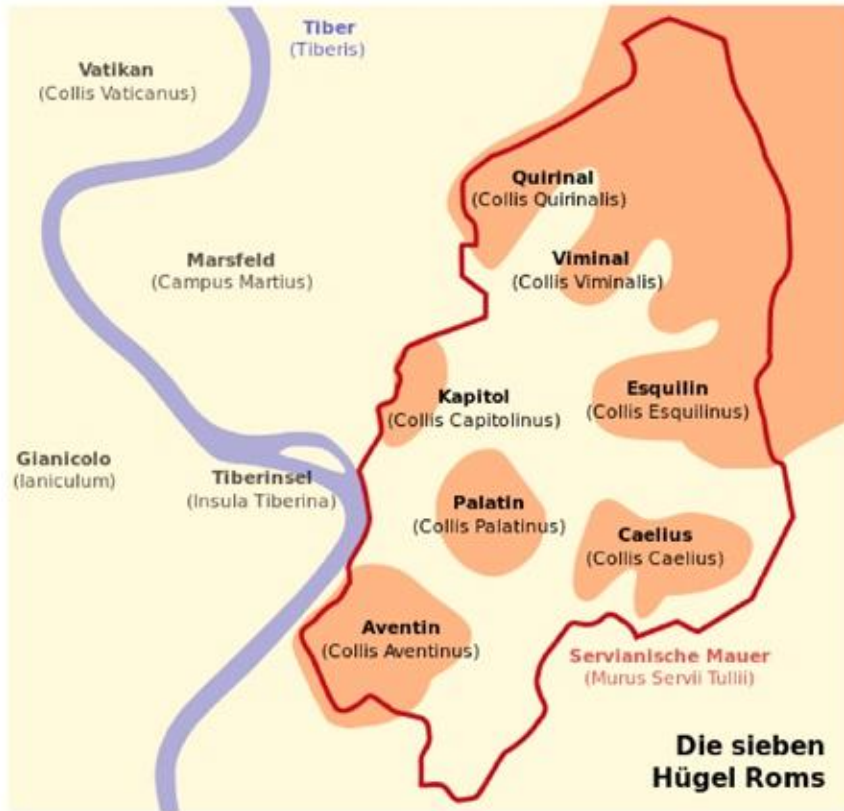 Tiber
(Tiberis)
Vatikan
(Collis Vaticanus)
Quirinal
(Collis Quirinalis)
Marsfeld
(Campus Martius)
Viminal
(Collis Viminalis)
Kapitol
(Collis Capitolinus)
Esquilin
(Collis Esquilinus)
Gianicolo
(Ianiculum)
Tiberinsel
(Insula Tiberina)
Palatin
(Collis Palatinus)
Caelius
(Collis Caelius)
Aventin
(Collis Aventinus)
Servianische Mauer
(Murus Servii Tullii)
Die sieben
Hügel Roms